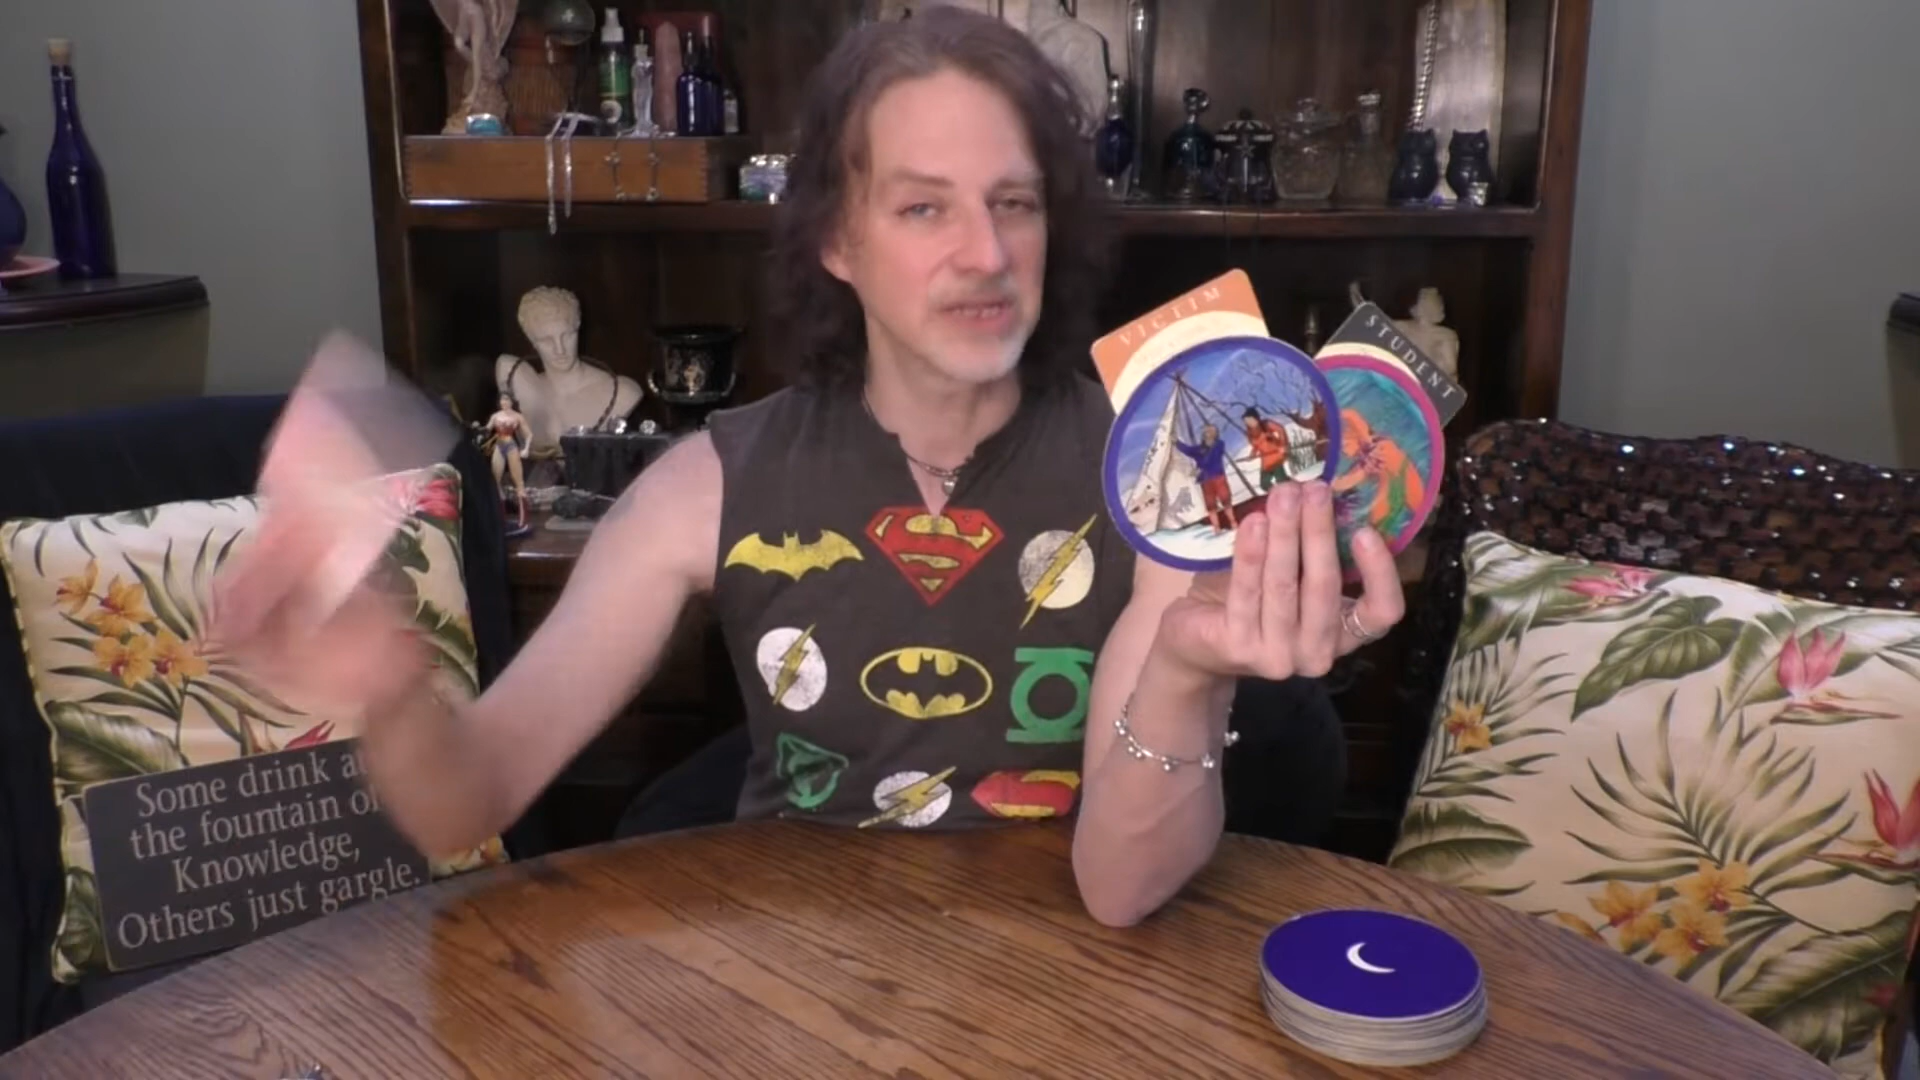 VICTIM
STUDENT
Some drink a
the fountain o
Knowledge,
Others just gargle.